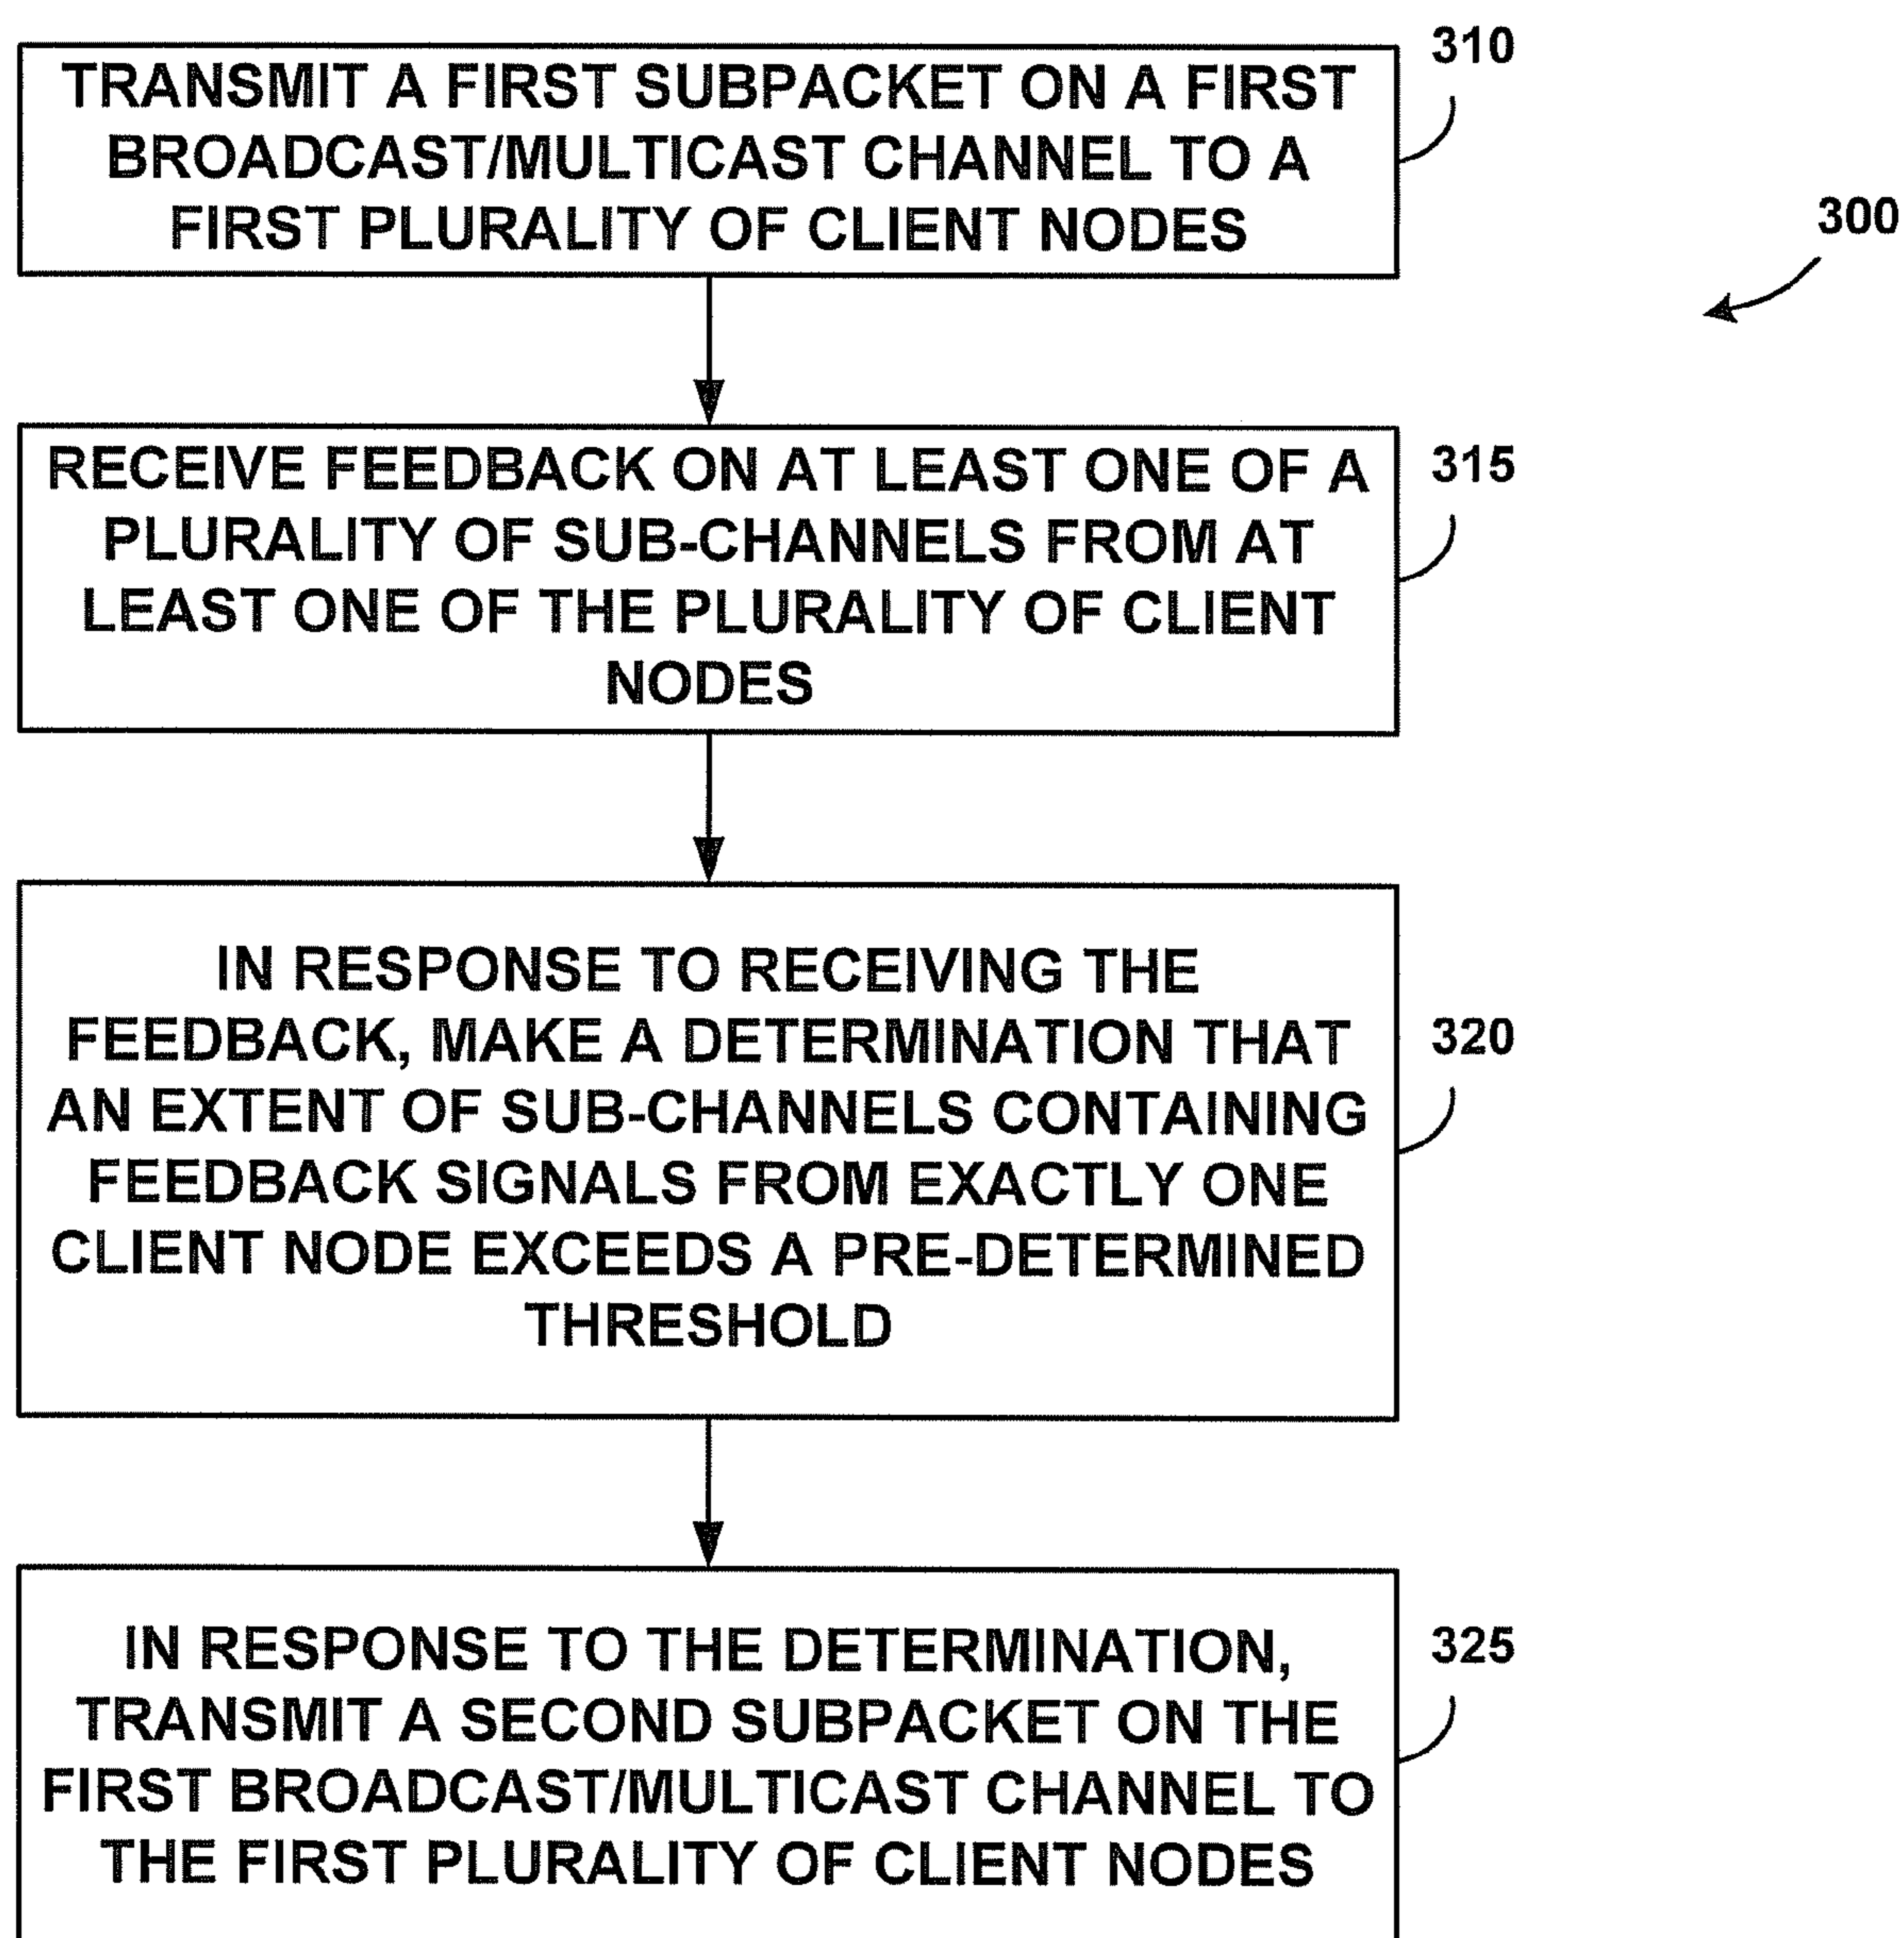 310
TRANSMIT A FIRST SUBPACKET ON A FIRST
BROADCAST/MULTICAST CHANNEL TO A
FIRST PLURALITY OF CLIENT NODES
300
315
RECEIVE FEEDBACK ON AT LEAST ONE OF A
PLURALITY OF SUB-CHANNELS FROM AT
LEAST ONE OF THE PLURALITY OF CLIENT
NODES
320
IN RESPONSE TO RECEIVING THE
FEEDBACK, MAKE A DETERMINATION THAT
AN EXTENT OF SUB-CHANNELS CONTAINING
FEEDBACK SIGNALS FROM EXACTLY ONE
CLIENT NODE EXCEEDS A PRE-DETERMINED
THRESHOLD
325
IN RESPONSE TO THE DETERMINATION,
TRANSMIT A SECOND SUBPACKET ON THE
FIRST BROADCAST/MULTICAST CHANNEL TO
THE FIRST PLURALITY OF CLIENT NODES